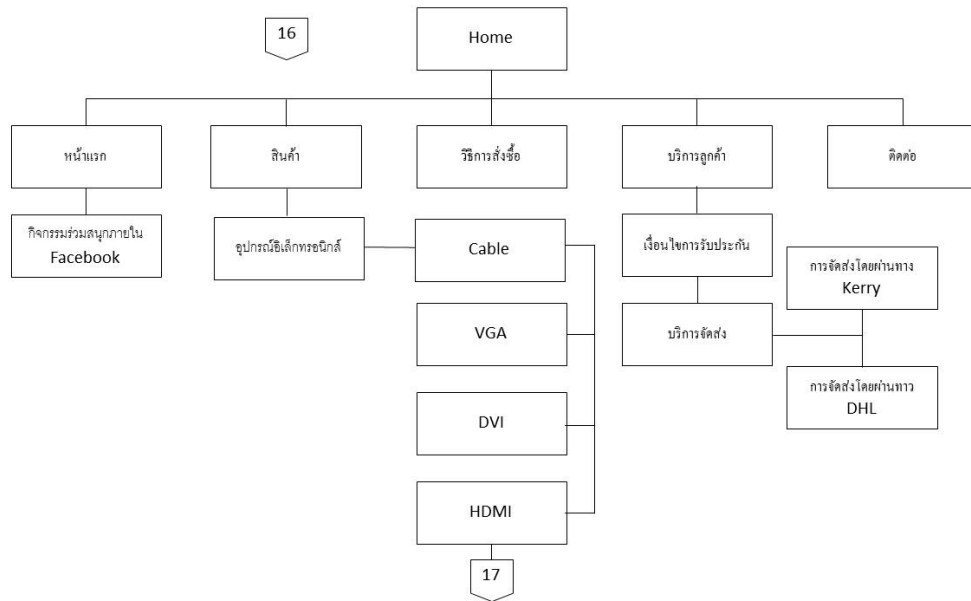 16
Home
หน้าแรก
สินค้า
วิธีการสั่งซื้อ
บริการลูกค้า
ติดต่อ
กิจกรรมร่วมสนุกภายใน
Facebook
อุปกรณ์อิเล็กทรอนิกส์
Cable
เงื่อนไขการรับประกัน
การจัดส่งโดยผ่านทาง
Kerry
VGA
บริการจัดส่ง
การจัดส่งโดยผ่านทาว
DHL
DVI
HDMI
17